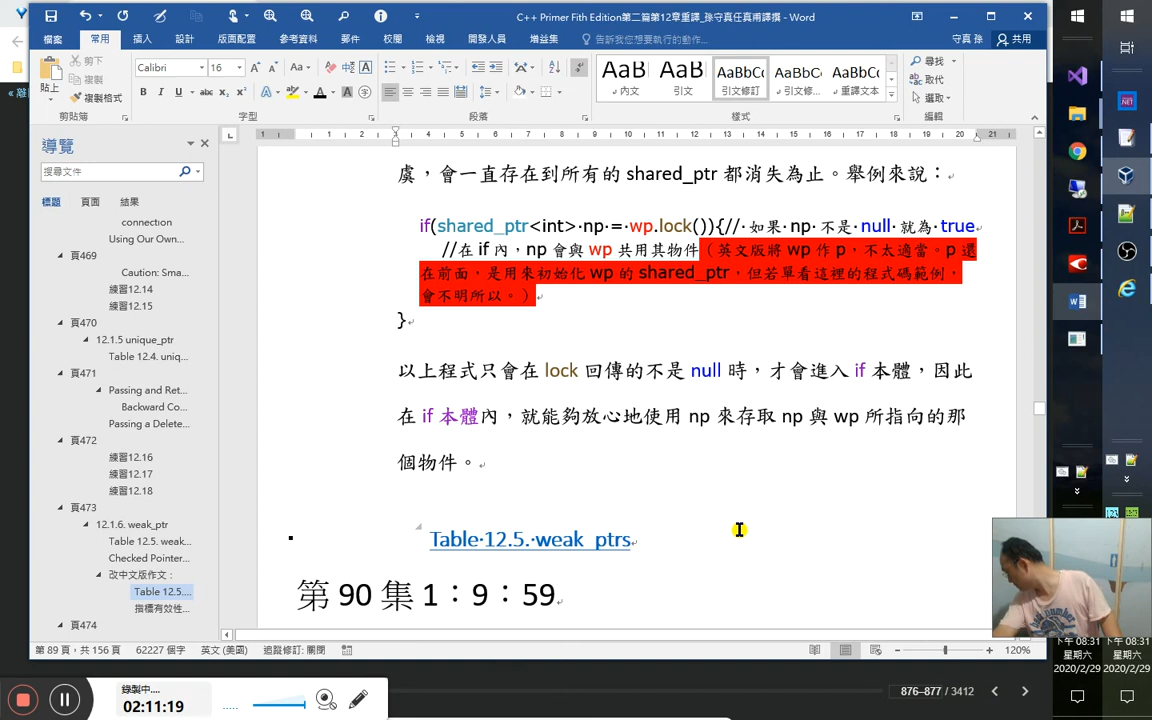 C++ Primer Fith Edition第二篇第12章重譯_孫守真任真甫譯撰 - Word
檔案
常用
插入
設計
版面配置
參考資料
郵件
校閱
檢視
開發人員
增益集
告訴我您想要執行的動作...
守真 孫
共用
貼上
剪下
複製
複製格式
剪貼簿
Calibri
16
字型
段落
AaBbC
內文
AaBbC
引文
AaBbCc
引文修訂
AaBbCc
引文修...
AaBbCc
重譯文本
樣式
尋找
取代
選取
編輯
導覽
搜尋文件
標題
頁面
結果
connection
Using Our Own...
頁469
Caution: Sma...
練習12.14
練習12.15
頁470
12.1.5 unique_ptr
Table 12.4. uniq...
頁471
Passing and Ret...
Backward Co...
Passing a Delete...
頁472
練習12.16
練習12.17
練習12.18
頁473
12.1.6. weak_ptr
Table 12.5. weak...
Checked Pointer...
改中文版作文：
Table 12.5....
指標有效性...
頁474
虞，會一直存在到所有的 shared_ptr 都消失為止。舉例來說：
if(shared_ptr<int> np = wp.lock()){// 如果 np 不是 null 就為 true
//在 if 內，np 會與 wp 共用其物件（英文版將 wp 作 p，不太適當。p 還
在前面，是用來初始化 wp 的 shared_ptr，但若單看這裡的程式碼範例，
會不明所以。）
}
以上程式只會在 lock 回傳的不是 null 時，才會進入 if 本體，因此
在 if 本體內，就能夠放心地使用 np 來存取 np 與 wp 所指向的那
個物件。
Table 12.5. weak_ptrs
第 90 集 1：9：59
第 89 頁，共 156 頁
62227 個字
英文 (美國)
追蹤修訂: 關閉
120%
錄製中...
02:11:19
876-877 / 3412
下午 08:31
星期六
2020/2/29
下午 08:31
星期六
2020/2/29